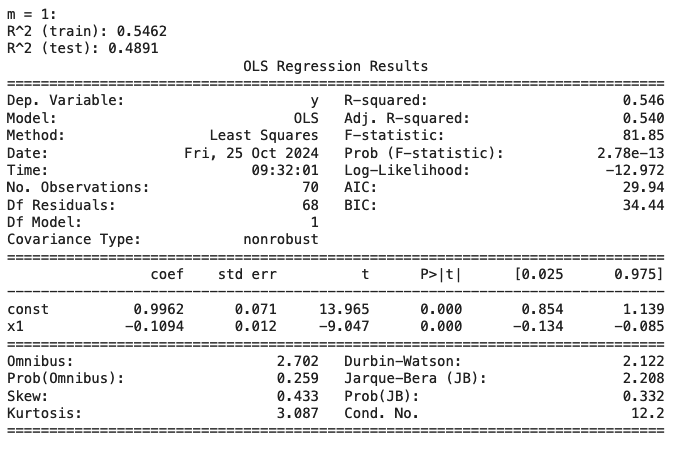 m = 1:
R^2 (train): 0.5462
R^2 (test): 0.4891
OLS Regression Results
==============================================================================
Dep. Variable:                      y   R-squared:                       0.546
Model:                            OLS   Adj. R-squared:                  0.540
Method:                 Least Squares   F-statistic:                     81.85
Date:                Fri, 25 Oct 2024   Prob (F-statistic):           2.78e-13
Time:                        09:32:01   Log-Likelihood:                -12.972
No. Observations:                  70   AIC:                             29.94
Df Residuals:                      68   BIC:                             34.44
Df Model:                           1
Covariance Type:            nonrobust
==============================================================================
                 coef    std err          t      P>|t|      [0.025      0.975]
------------------------------------------------------------------------------
const          0.9962      0.071     13.965      0.000       0.854       1.139
x1            -0.1094      0.012     -9.047      0.000      -0.134      -0.085
==============================================================================
Omnibus:                        2.702   Durbin-Watson:                   2.122
Prob(Omnibus):                  0.259   Jarque-Bera (JB):                2.208
Skew:                           0.433   Prob(JB):                        0.332
Kurtosis:                       3.087   Cond. No.                         12.2
==============================================================================